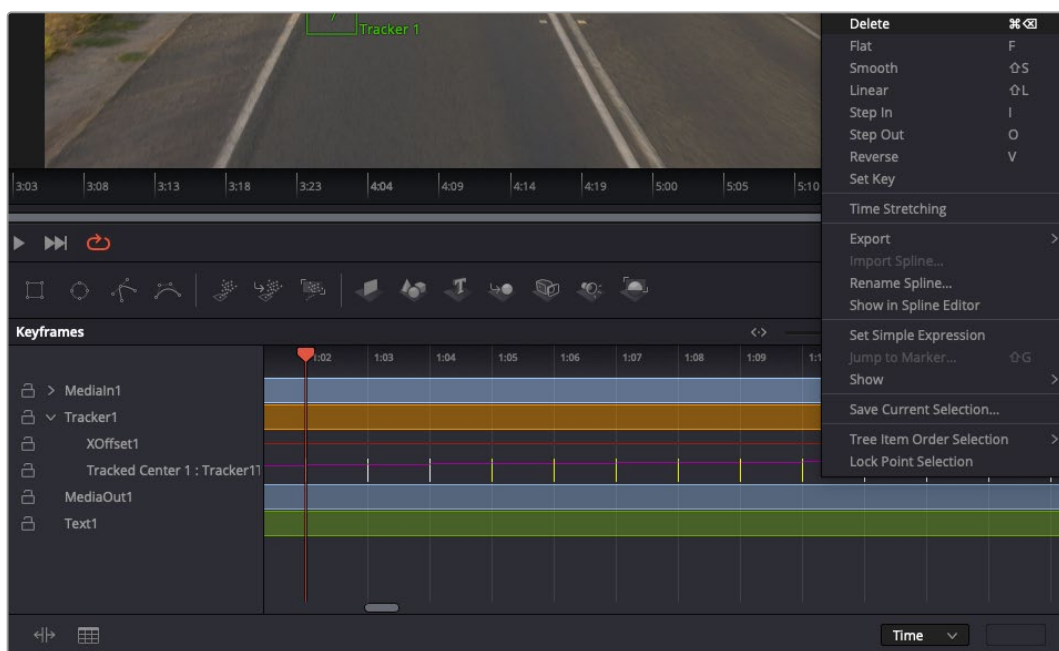 Tracker 1
Delete ⌘⌫
Flat F
Smooth ⇧S
Linear ⇧L
Step In I
Step Out O
Reverse V
Set Key
Time Stretching
Export
Import Spline...
Rename Spline...
Show in Spline Editor
Set Simple Expression
Jump to Marker... ⇧G
Show
Save Current Selection...
Tree Item Order Selection
Lock Point Selection
3:03 3:08 3:13 3:18 3:23 4:04 4:09 4:14 4:19 5:00 5:05 5:10
Keyframes
1:02 1:03 1:04 1:05 1:06 1:07 1:08 1:09
MediaIn1
Tracker1
XOffset1
Tracked Center 1 : Tracker1
MediaOut1
Text1
Time